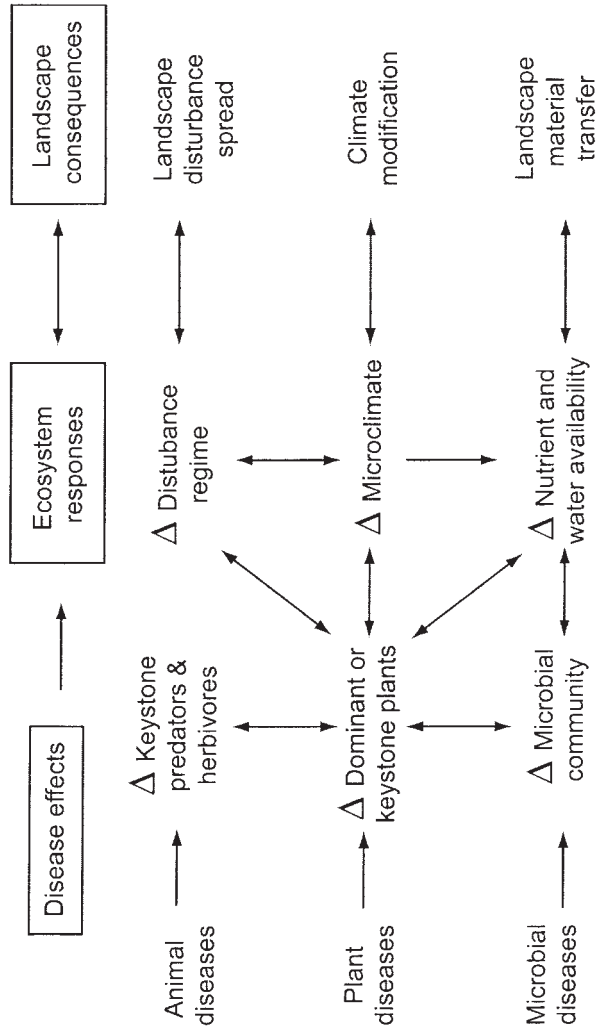 Disease effects
Ecosystem
responses
Landscape
consequences
Animal
diseases
Δ Keystone
predators &
herbivores
Δ Distubance
regime
Landscape
disturbance
spread
Plant
diseases
Δ Dominant or
keystone plants
Δ Microclimate
Climate
modification
Microbial
diseases
Δ Microbial
community
Δ Nutrient and
water availability
Landscape
material
transfer